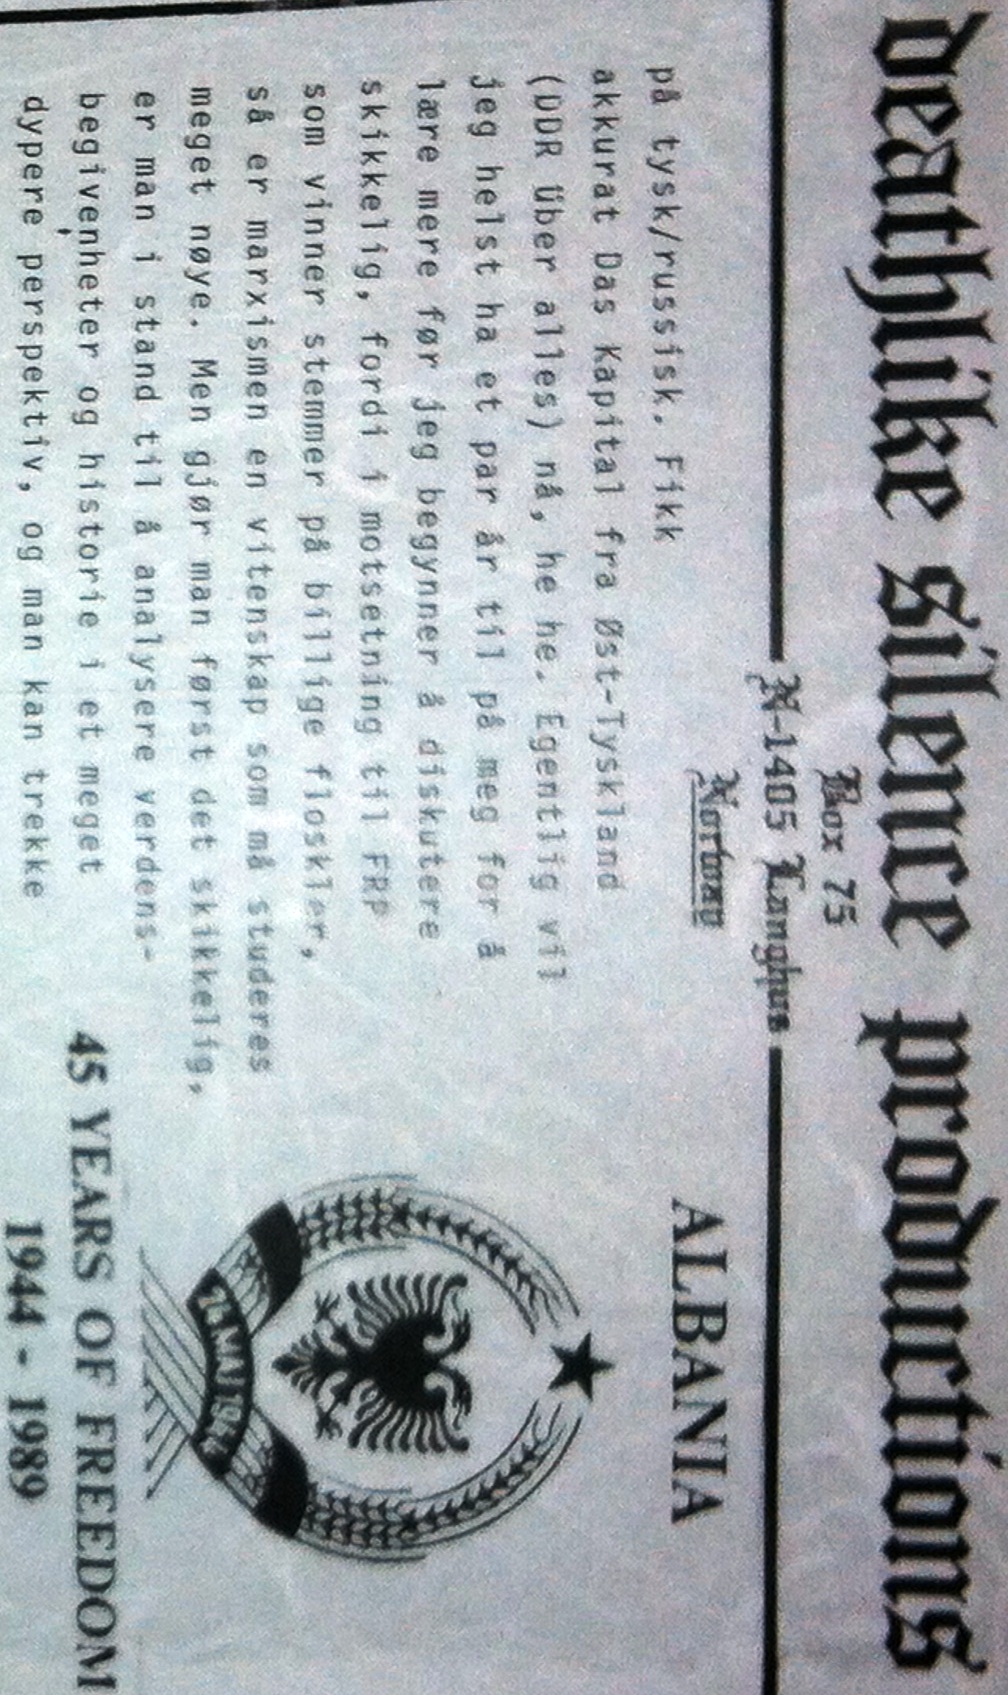 deathlike silence productions
Box 75
N-1405 Langhus
Norway
på tysk/russisk. Fikk
akkurat Das Kapital fra Øst-Tyskland
(DDR über alles) nå, he he. Egentlig vil
jeg helst ha et par år til på meg for å
lære mere før jeg begynner å diskutere
skikkelig, fordi i motsetning til FRP
som vinner stemmer på billige floskler,
så er marxismen en vitenskap som må studeres
meget nøye. Men gjør man først det skikkelig,
er man i stand til å analysere verdens-
begivenheter og historie i et meget
dypere perspektiv, og man kan trekke
ALBANIA
24 MAJ 1944
45 YEARS OF FREEDOM
1944 - 1989